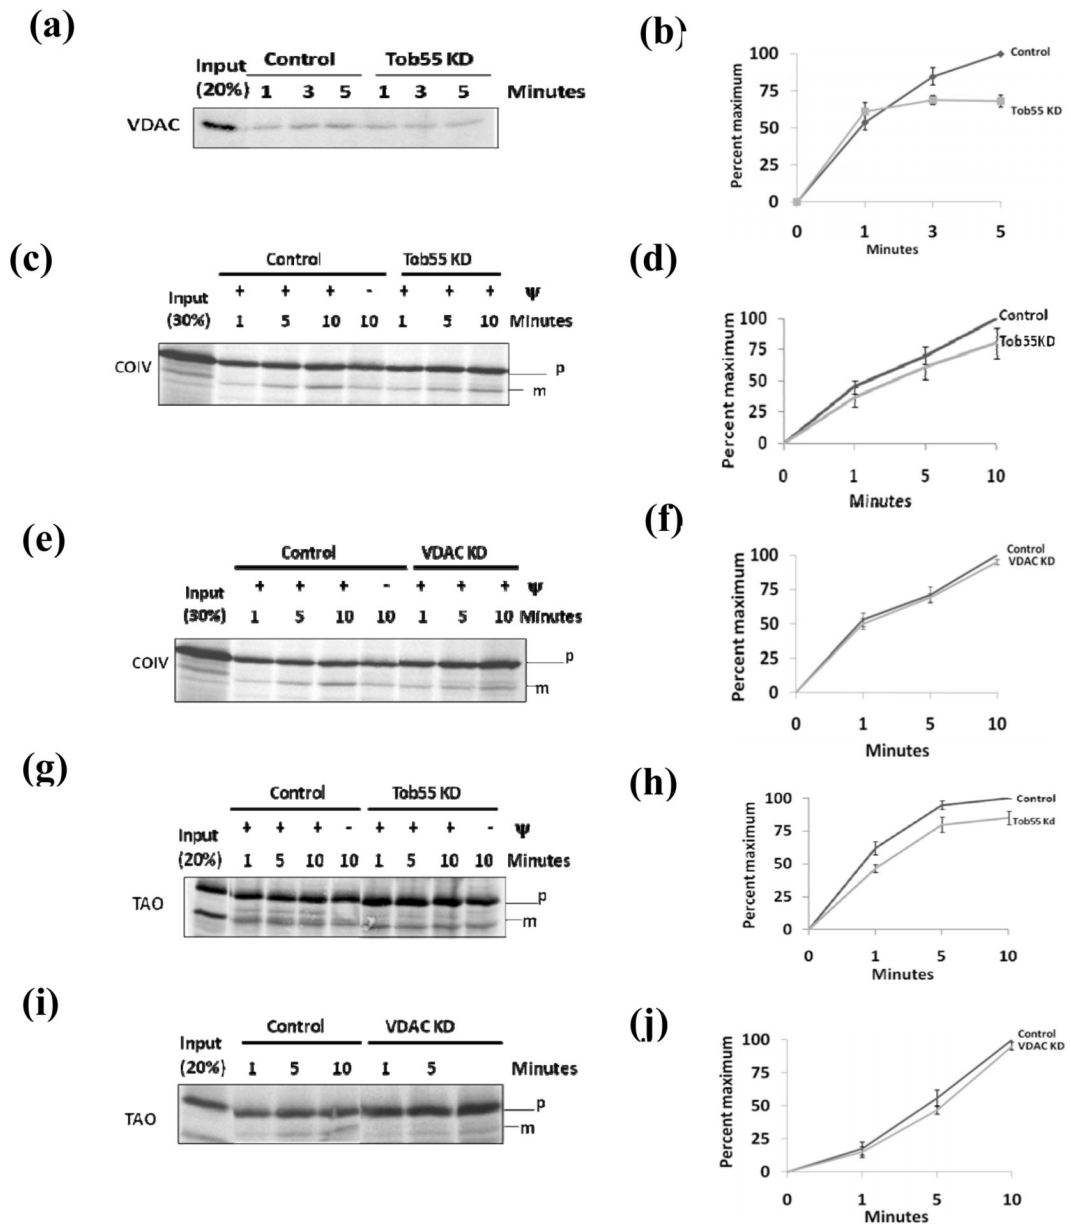 (a)
Control Tob55 KD
Input
(20%) 1 3 5 1 3 5 Minutes
VDAC
(b)
Percent maximum
100
75
50
25
0
0 1 3 5
Minutes
Control
Tob55 KD
(c)
Control Tob55 KD
Input + + + - + + + Ψ
(30%) 1 5 10 10 1 5 10 Minutes
COIV
p
m
(d)
Percent maximum
100
75
50
25
0
0 1 5 10
Minutes
Control
Tob55KD
(e)
Control VDAC KD
Input + + + - + + + Ψ
(30%) 1 5 10 10 1 5 10 Minutes
COIV
p
m
(f)
Percent maximum
100
75
50
25
0
0 1 5 10
Minutes
Control
VDAC KD
(g)
Control Tob55 KD
Input + + + - + + + - Ψ
(20%) 1 5 10 10 1 5 10 10 Minutes
TAO
p
m
(h)
Percent maximum
100
75
50
25
0
0 1 5 10
Minutes
Control
Tob55 Kd
(i)
Control VDAC KD
Input
(20%) 1 5 10 1 5 Minutes
TAO
p
m
(j)
Percent maximum
100
75
50
25
0
0 1 5 10
Minutes
Control
VDAC KD